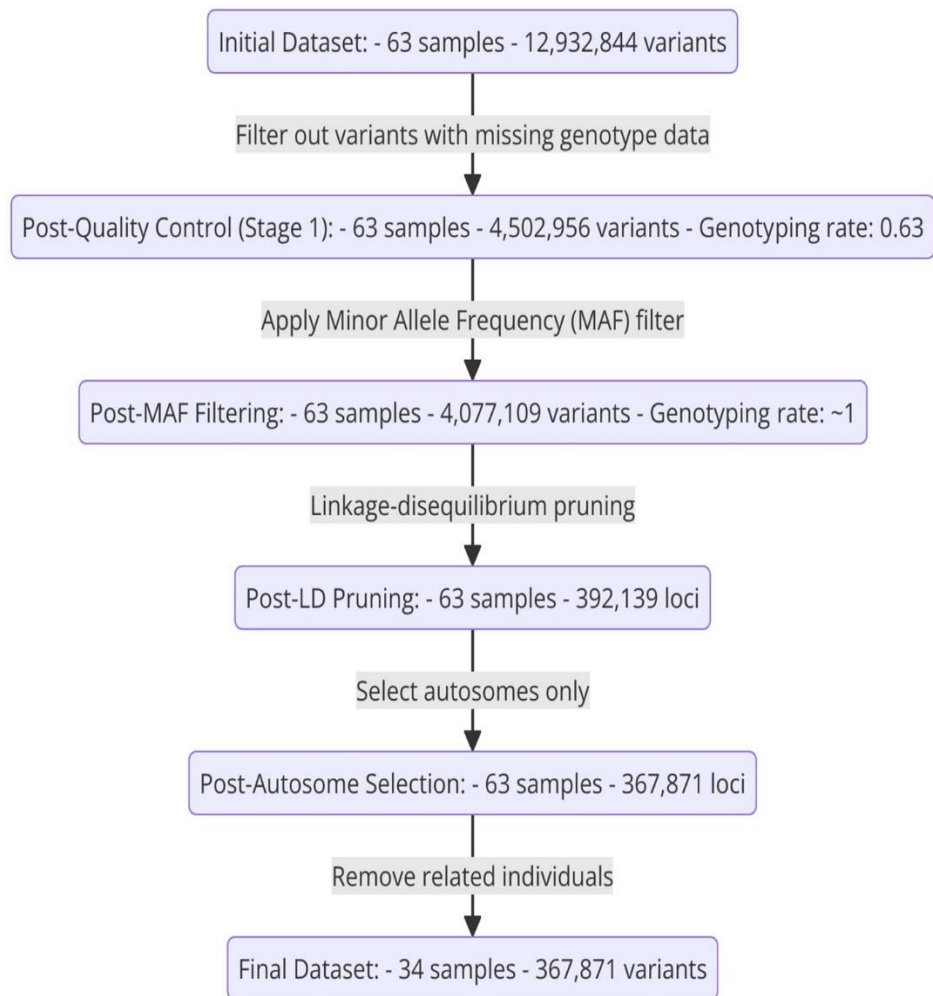 Initial Dataset: - 63 samples - 12,932,844 variants
Filter out variants with missing genotype data
Post-Quality Control (Stage 1): - 63 samples - 4,502,956 variants - Genotyping rate: 0.63
Apply Minor Allele Frequency (MAF) filter
Post-MAF Filtering: - 63 samples - 4,077,109 variants - Genotyping rate: ~1
Linkage-disequilibrium pruning
Post-LD Pruning: - 63 samples - 392,139 loci
Select autosomes only
Post-Autosome Selection: - 63 samples - 367,871 loci
Remove related individuals
Final Dataset: - 34 samples - 367,871 variants